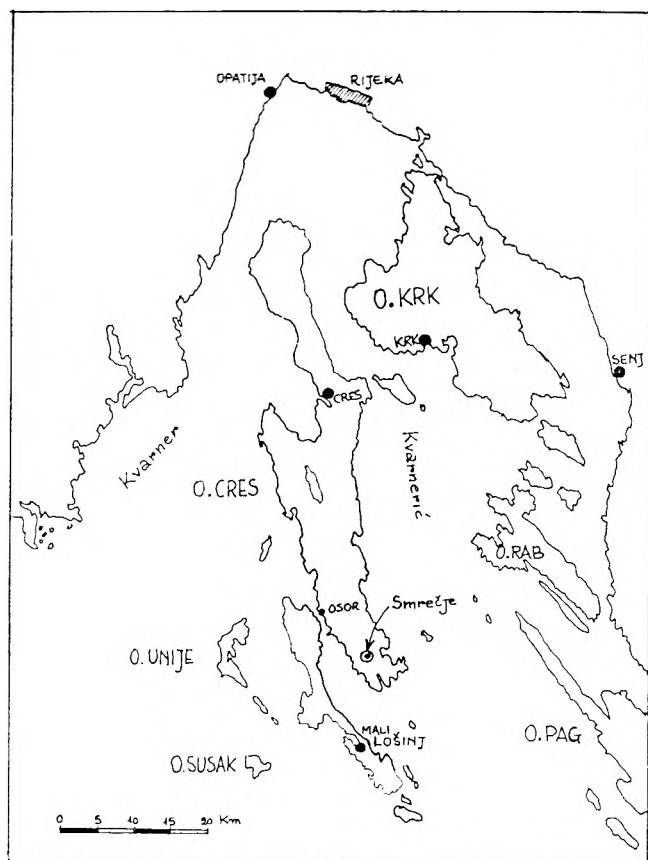 OPATIJA
RIJEKA
O.KRK
KRK
SENJ
CRES
Kvarner
Kvarnerić
O.CRES
O.RAB
OSOR
Smrečje
O.UNIJE
MALI
LOŠINJ
O.PAG
O.SUSAK
0 5 10 15 20 Km